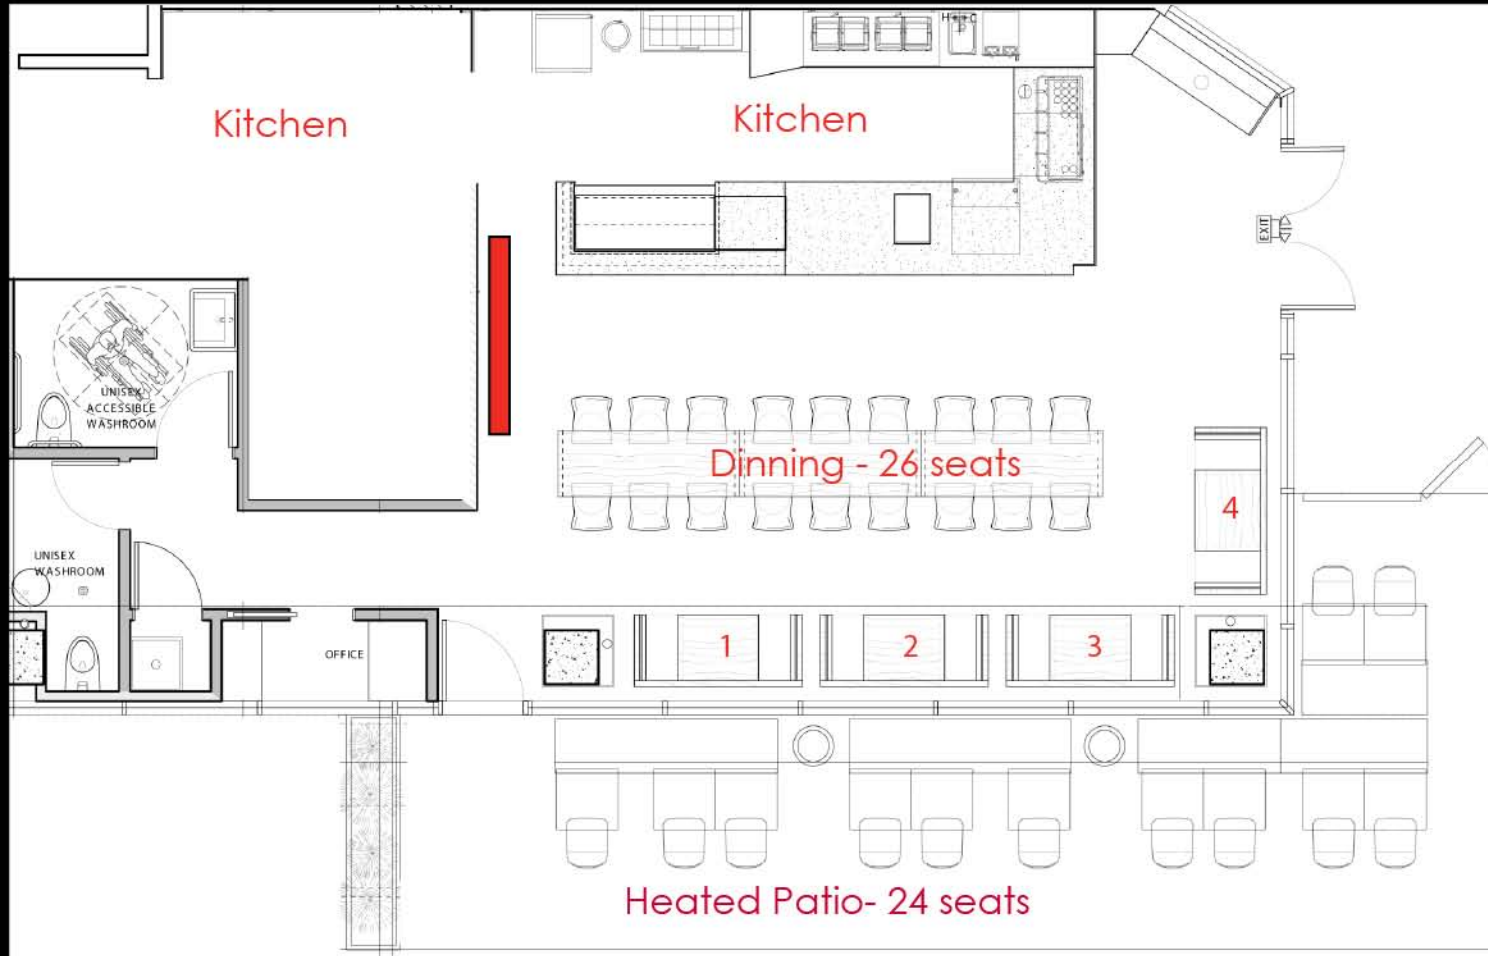 H C
Kitchen
Kitchen
EXIT
UNISEX
ACCESSIBLE
WASHROOM
Dinning - 26 seats
4
UNISEX
WASHROOM
OFFICE
1
2
3
Heated Patio- 24 seats